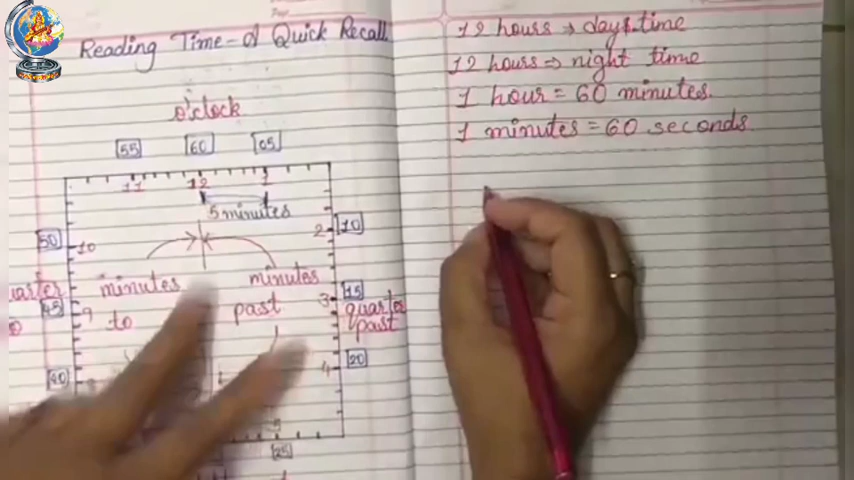 Reading Time - A Quick Recall
o'clock
55 60 05
11 12 1
5 minutes
50 10 2 10
minutes to
minutes past
45 9 3 15
quarter past
4 20
40
5
25
12 hours → day time
12 hours → night time
1 hour = 60 minutes.
1 minutes = 60 seconds.